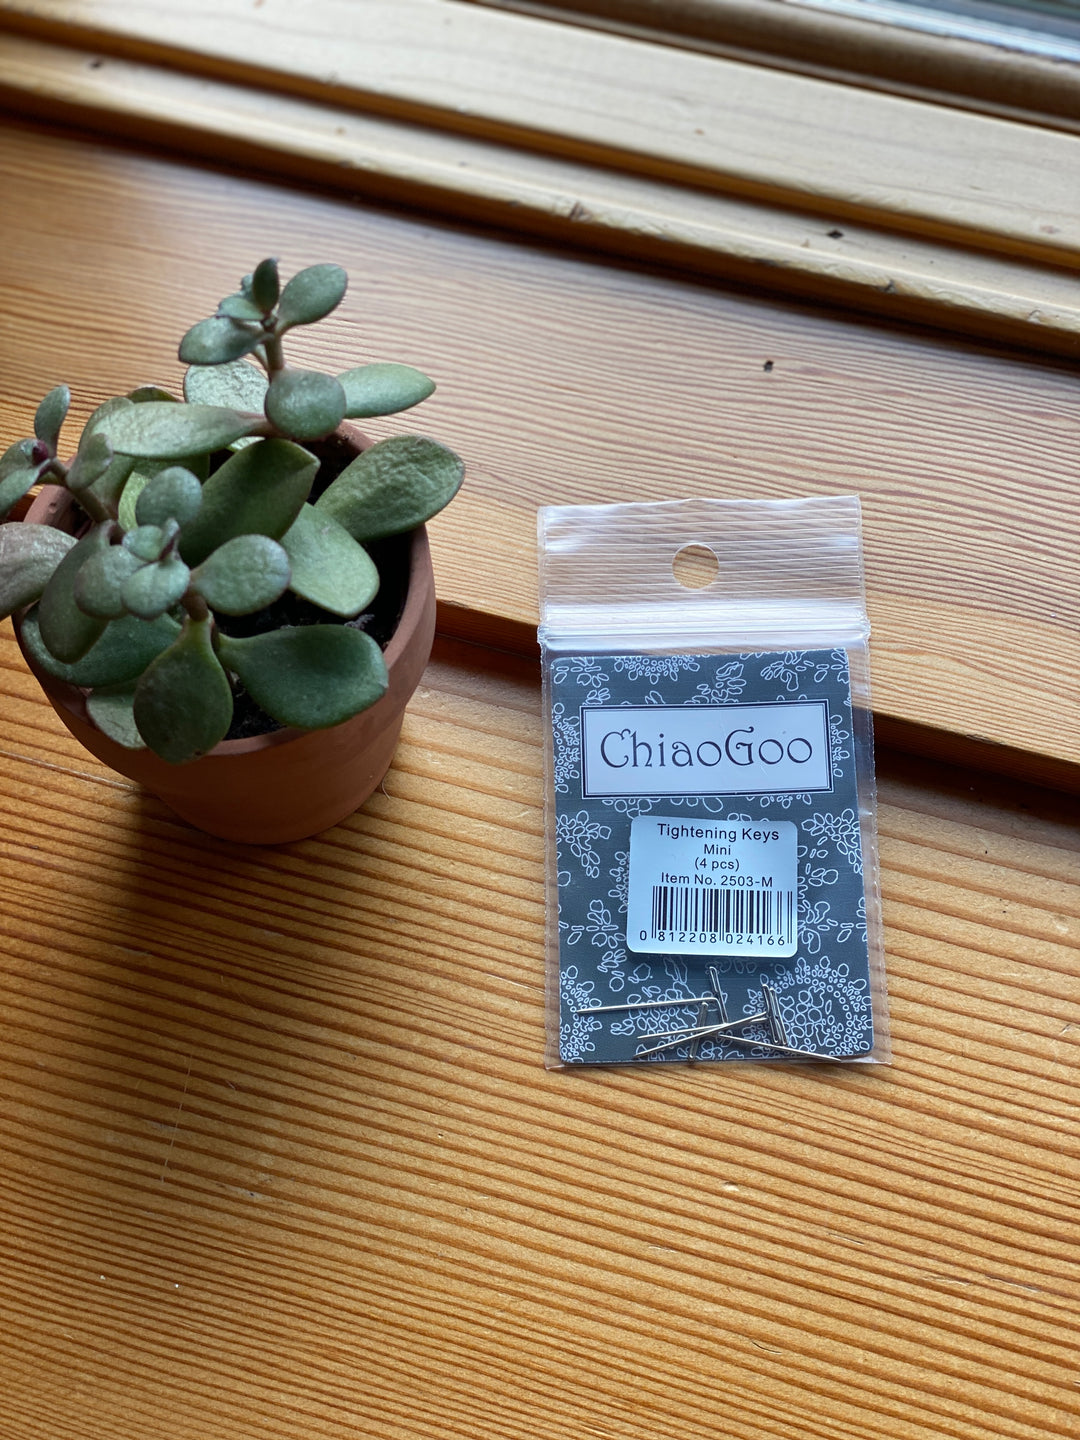 ChiaoGoo
Tightening Keys
Mini
(4 pcs)
Item No. 2503-M
0 812208 024166